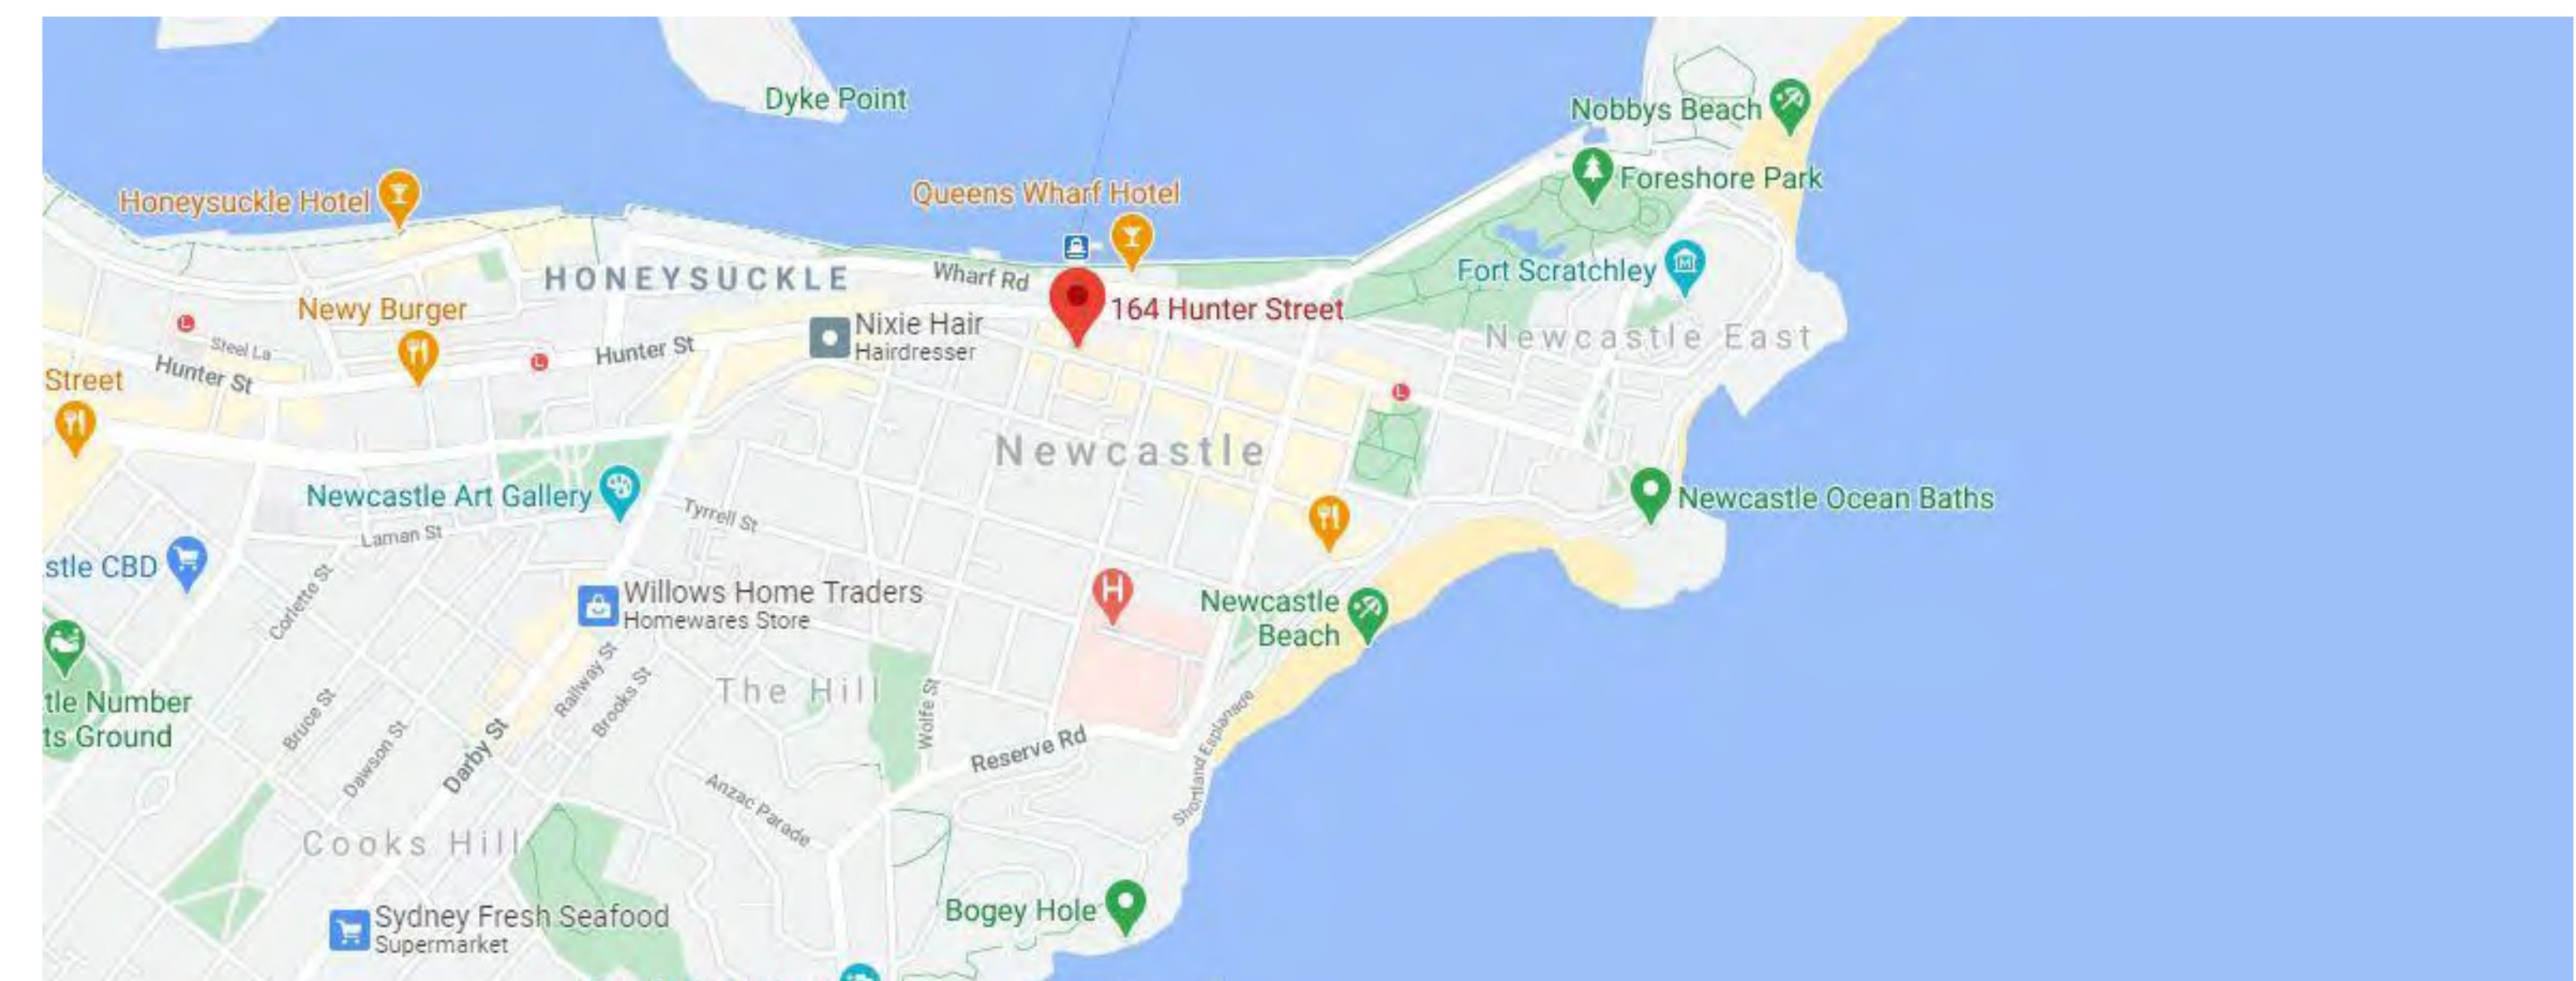 Dyke Point
Nobbys Beach
Foreshore Park
Honeysuckle Hotel
Queens Wharf Hotel
HONEYSUCKLE
Wharf Rd
Fort Scratchley
Newy Burger
164 Hunter Street
Nixie Hair
Hairdresser
Newcastle East
Steel La
Hunter St
Hunter St
Street
Newcastle
Newcastle Art Gallery
Newcastle Ocean Baths
Tyrrell St
Laman St
stle CBD
Corlette St
Willows Home Traders
Homewares Store
H
Newcastle
Beach
tle Number
ts Ground
The Hill
Railway St
Brooks St
Bruce St
Dawson St
Darby St
Wolfe St
Reserve Rd
Shortland Esplanade
Anzac Parade
Cooks Hill
Bogey Hole
Sydney Fresh Seafood
Supermarket